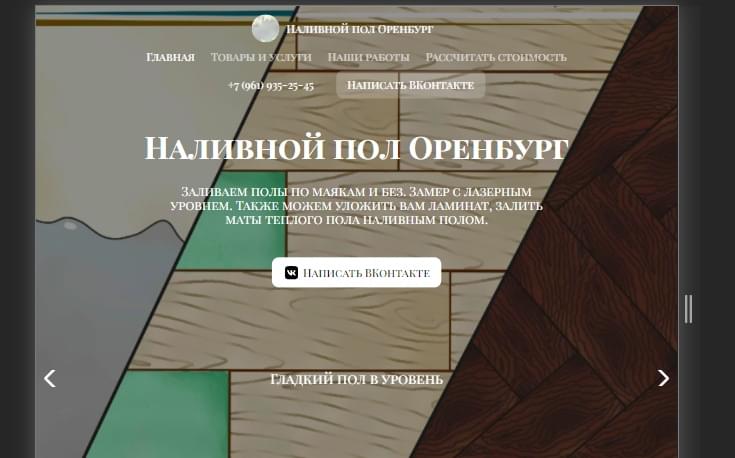 Наливной пол Оренбург
Главная Товары и услуги Наши работы Рассчитать стоимость
+7 (961) 935-25-45 Написать ВКонтакте
Наливной пол Оренбург
Заливаем полы по маякам и без. Замер с лазерным
уровнем. Также можем уложить вам ламинат, залить
маты теплого пола наливным полом.
Написать ВКонтакте
Гладкий пол в уровень